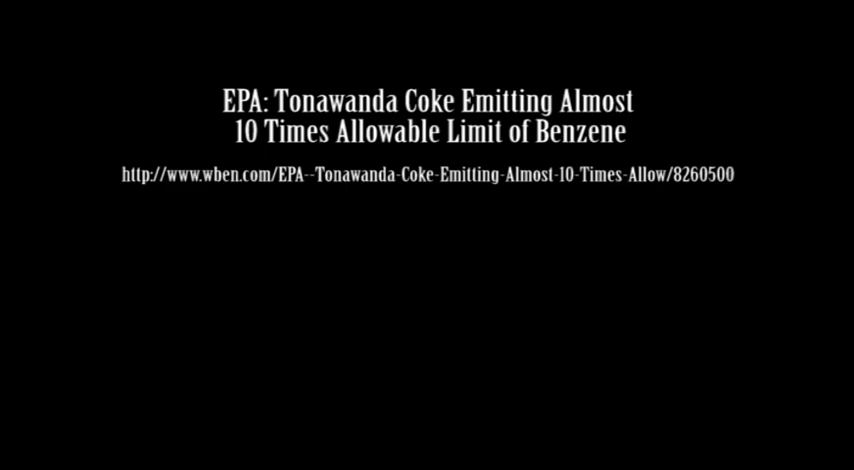 EPA: Tonawanda Coke Emitting Almost
10 Times Allowable Limit of Benzene
http://www.wben.com/EPA--Tonawanda-Coke-Emitting-Almost-10-Times-Allow/8260500